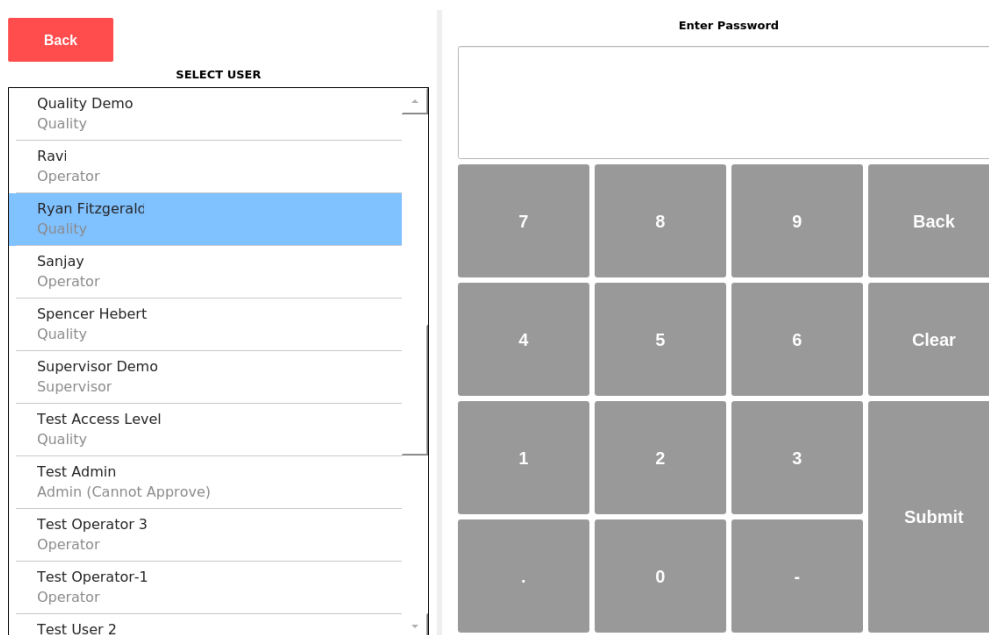 Back
SELECT USER
Quality Demo
Quality
Ravi
Operator
Ryan Fitzgerald
Quality
Sanjay
Operator
Spencer Hebert
Quality
Supervisor Demo
Supervisor
Test Access Level
Quality
Test Admin
Admin (Cannot Approve)
Test Operator 3
Operator
Test Operator-1
Operator
Test User 2
Enter Password
7 8 9 Back
4 5 6 Clear
1 2 3
Submit
. 0 -